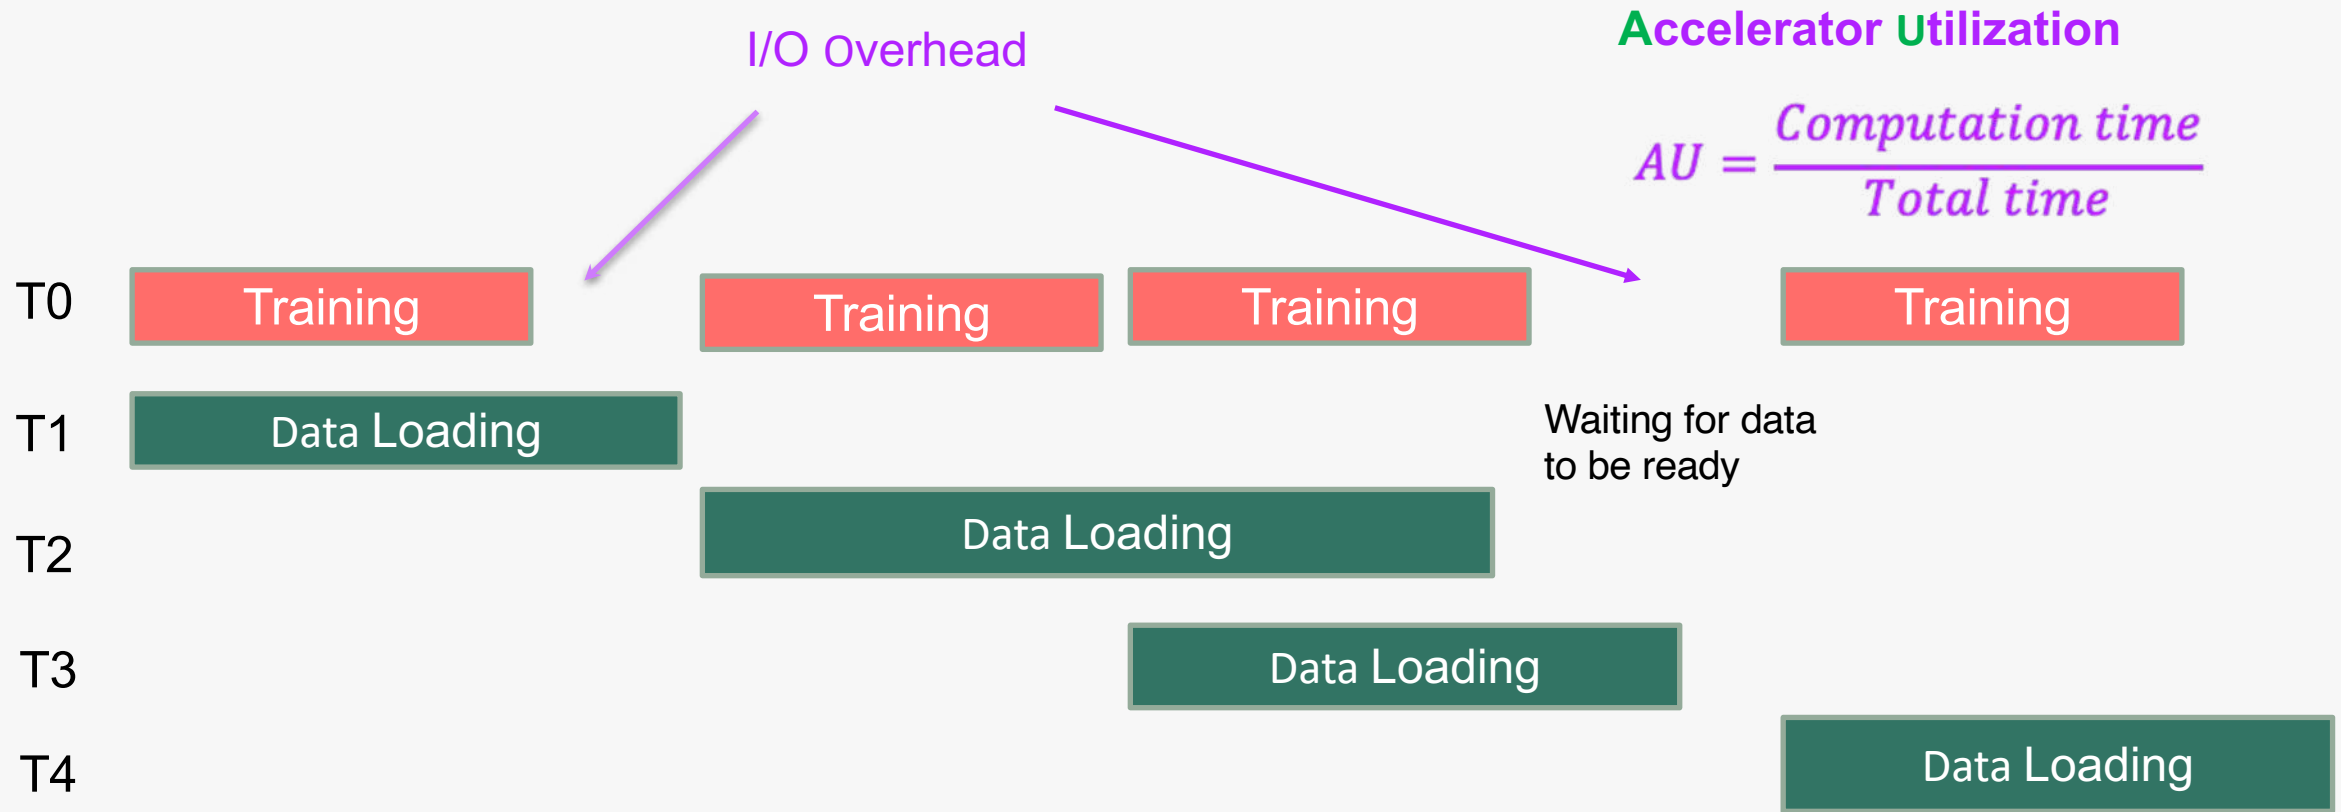 I/O Overhead
Accelerator Utilization
AU = Computation time / Total time
T0
Training
Training
Training
Training
T1
Data Loading
Waiting for data
to be ready
T2
Data Loading
T3
Data Loading
T4
Data Loading